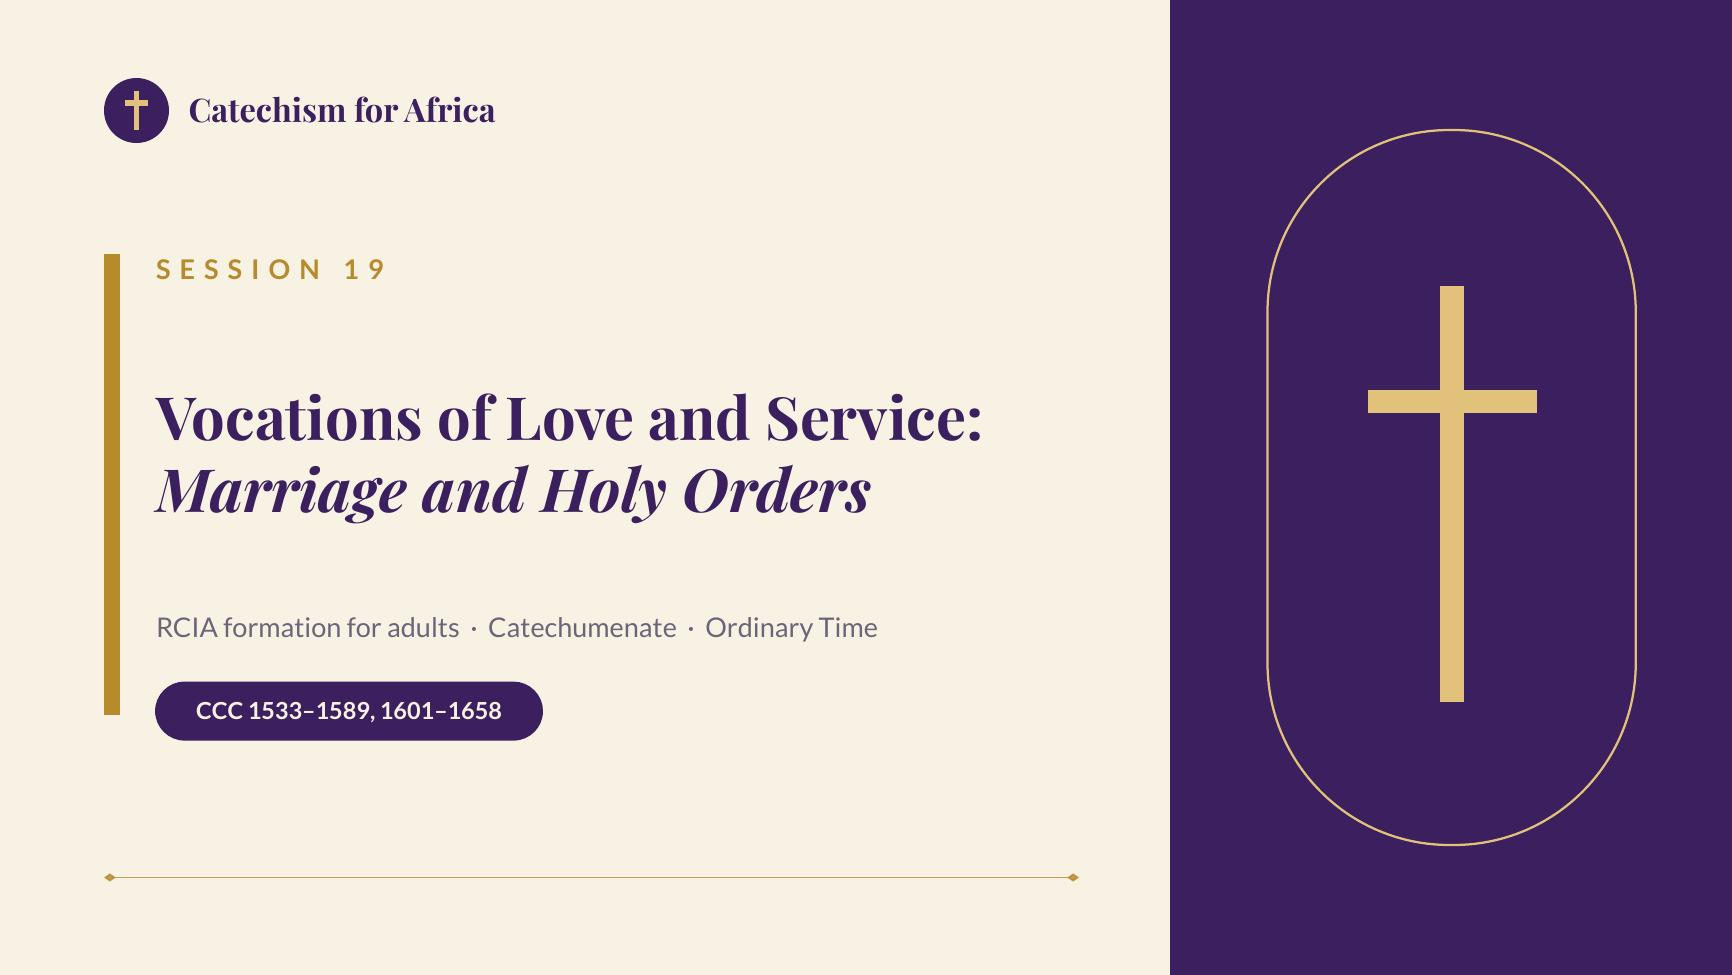 Catechism for Africa
SESSION 19
Vocations of Love and Service:
Marriage and Holy Orders
RCIA formation for adults · Catechumenate · Ordinary Time
CCC 1533–1589, 1601–1658